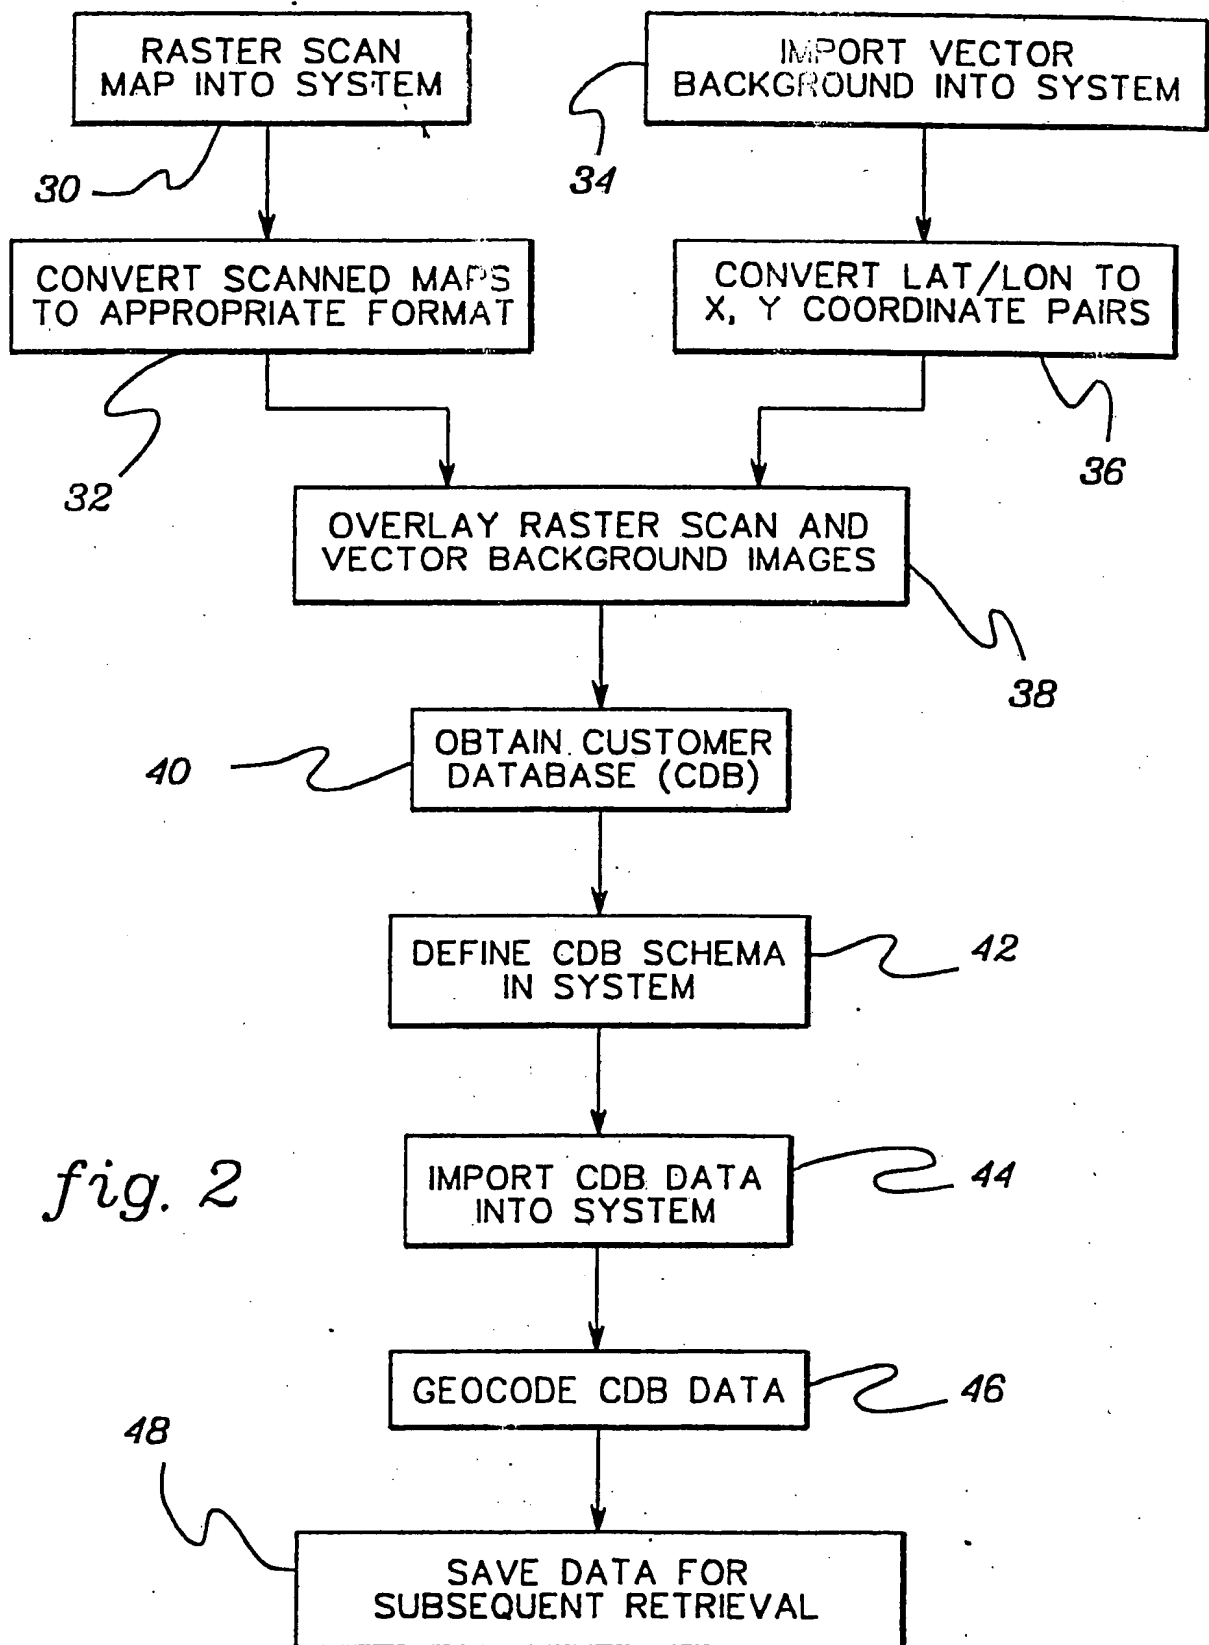 RASTER SCAN
MAP INTO SYSTEM
IMPORT VECTOR
BACKGROUND INTO SYSTEM
30
34
CONVERT SCANNED MAPS
TO APPROPRIATE FORMAT
CONVERT LAT/LON TO
X, Y COORDINATE PAIRS
32
36
OVERLAY RASTER SCAN AND
VECTOR BACKGROUND IMAGES
38
40
OBTAIN CUSTOMER
DATABASE (CDB)
DEFINE CDB SCHEMA
IN SYSTEM
42
fig. 2
IMPORT CDB DATA
INTO SYSTEM
44
GEOCODE CDB DATA
46
48
SAVE DATA FOR
SUBSEQUENT RETRIEVAL